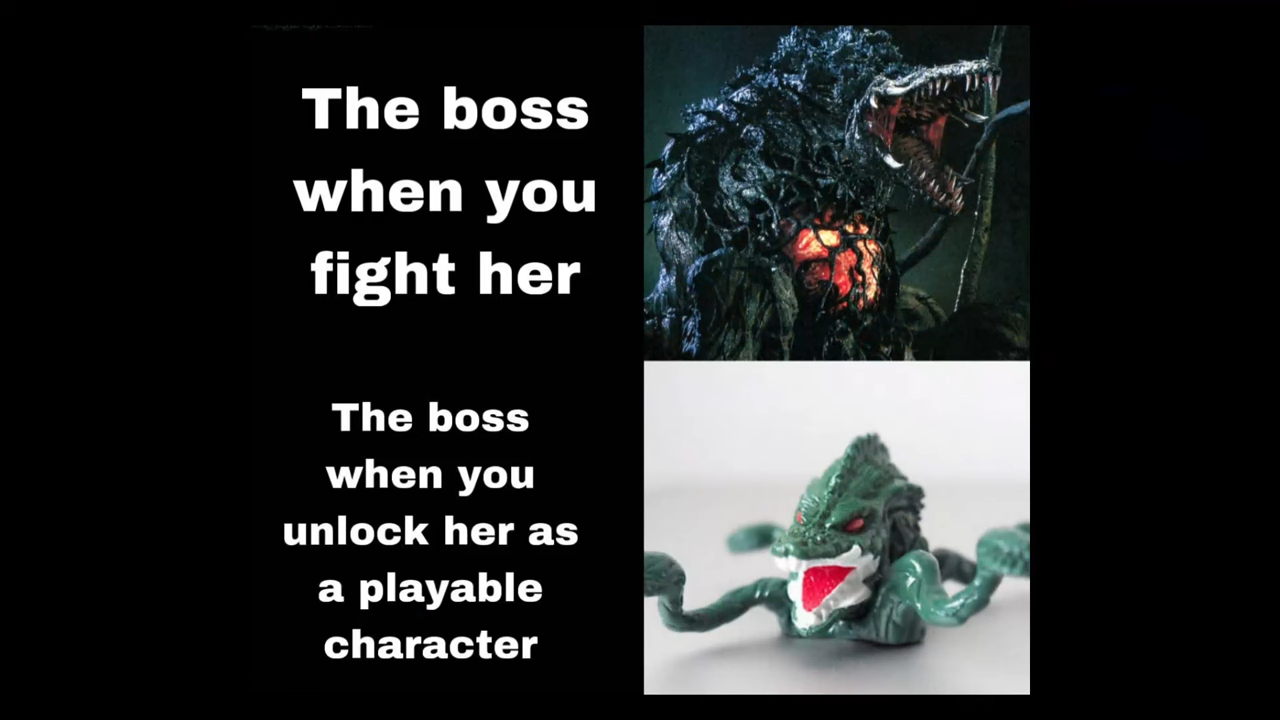 The boss
when you
fight her
The boss
when you
unlock her as
a playable
character